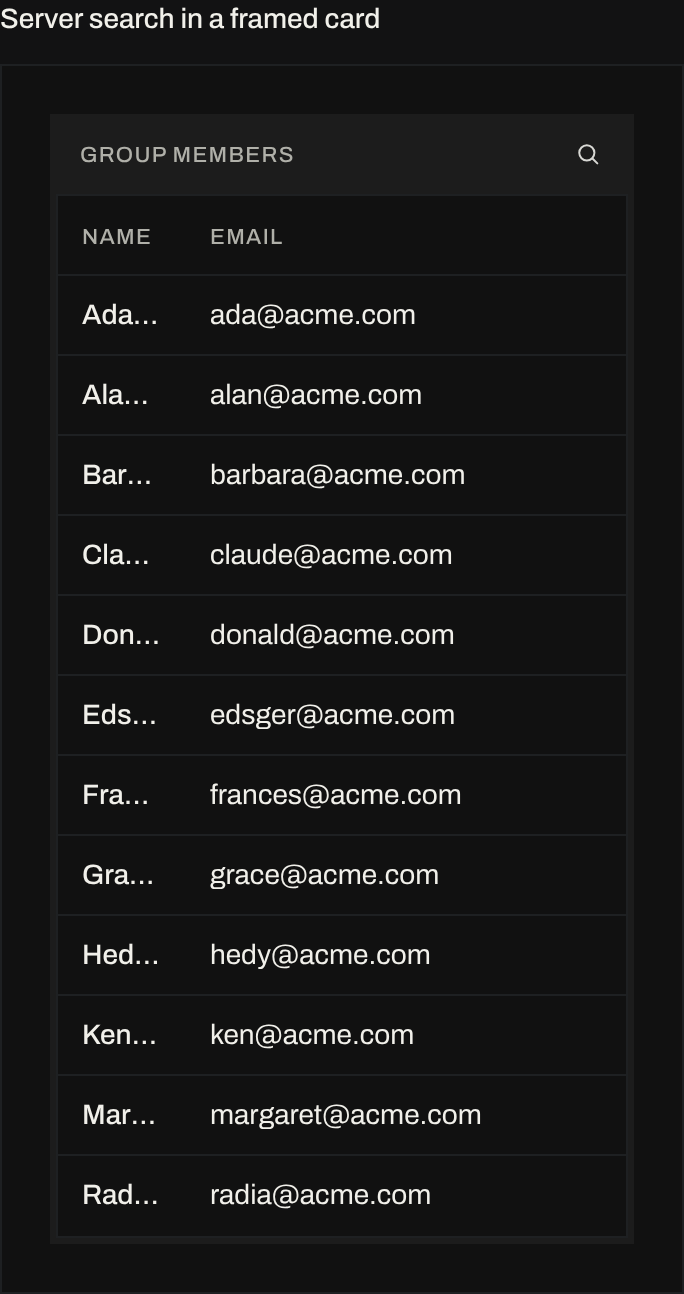 Server search in a framed card
GROUP MEMBERS
NAME EMAIL
Ada... ada@acme.com
Ala... alan@acme.com
Bar... barbara@acme.com
Cla... claude@acme.com
Don... donald@acme.com
Eds... edsger@acme.com
Fra... frances@acme.com
Gra... grace@acme.com
Hed... hedy@acme.com
Ken... ken@acme.com
Mar... margaret@acme.com
Rad... radia@acme.com